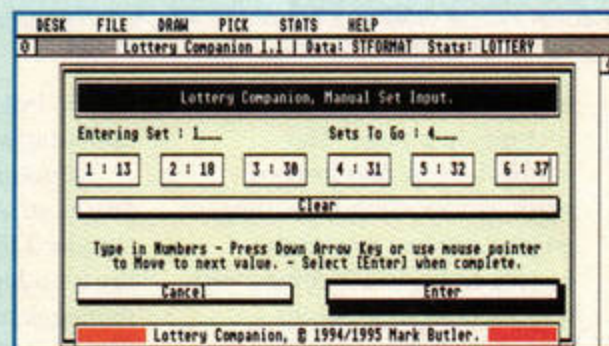 DESK FILE DRAW PICK STATS HELP
Lottery Companion 1.1 | Data: STFORMAT Stats: LOTTERY
Lottery Companion, Manual Set Input.
Entering Set : 1___ Sets To Go : 4___
1 : 13 2 : 18 3 : 30 4 : 31 5 : 32 6 : 37
Clear
Type in Numbers - Press Down Arrow Key or use mouse pointer
to Move to next value. - Select [Enter] when complete.
Cancel Enter
Lottery Companion, © 1994/1995 Mark Butler.